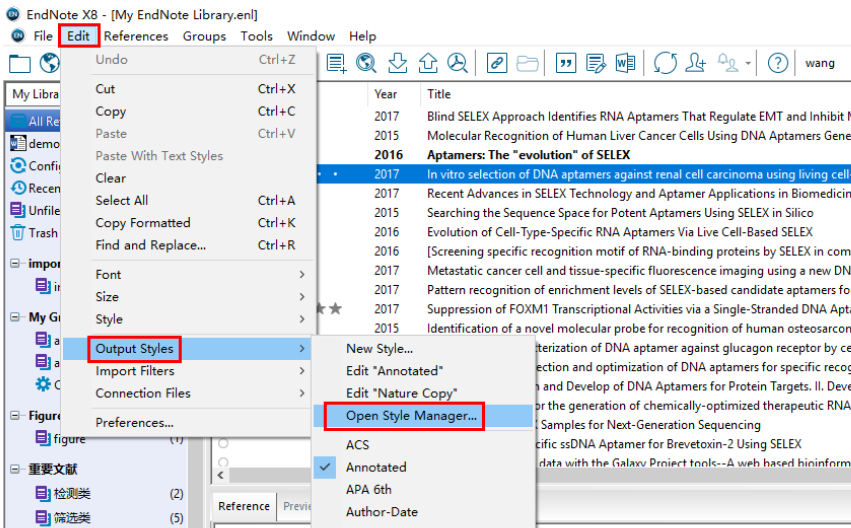 EndNote X8 - [My EndNote Library.enl]
File Edit References Groups Tools Window Help
wang
Undo Ctrl+Z
Cut Ctrl+X
Copy Ctrl+C
Paste Ctrl+V
Paste With Text Styles
Clear
Select All Ctrl+A
Copy Formatted Ctrl+K
Find and Replace... Ctrl+R
Font
Size
Style
Output Styles
Import Filters
Connection Files
Preferences...
New Style...
Edit "Annotated"
Edit "Nature Copy"
Open Style Manager...
ACS
Annotated
APA 6th
Author-Date
My Libra
All Re
demo
Config
Recen
Unfile
Trash
impor
My Gr
Figure
figure (1)
重要文献
检测类 (2)
筛选类 (5)
Year Title
2017 Blind SELEX Approach Identifies RNA Aptamers That Regulate EMT and Inhibit
2015 Molecular Recognition of Human Liver Cancer Cells Using DNA Aptamers Gene
2016 Aptamers: The "evolution" of SELEX
2017 In vitro selection of DNA aptamers against renal cell carcinoma using living cell-
2017 Recent Advances in SELEX Technology and Aptamer Applications in Biomedicin
2015 Searching the Sequence Space for Potent Aptamers Using SELEX in Silico
2016 Evolution of Cell-Type-Specific RNA Aptamers Via Live Cell-Based SELEX
2016 [Screening specific recognition motif of RNA-binding proteins by SELEX in com
2017 Metastatic cancer cell and tissue-specific fluorescence imaging using a new DN
2017 Pattern recognition of enrichment levels of SELEX-based candidate aptamers fo
2017 Suppression of FOXM1 Transcriptional Activities via a Single-Stranded DNA Apta
2015 Identification of a novel molecular probe for recognition of human osteosarcon
terization of DNA aptamer against glucagon receptor by ce
ection and optimization of DNA aptamers for specific recog
n and Develop of DNA Aptamers for Protein Targets. II. Deve
or the generation of chemically-optimized therapeutic RNA
Samples for Next-Generation Sequencing
cific ssDNA Aptamer for Brevetoxin-2 Using SELEX
data with the Galaxy Project tools--A web based bioinform
Reference Previe